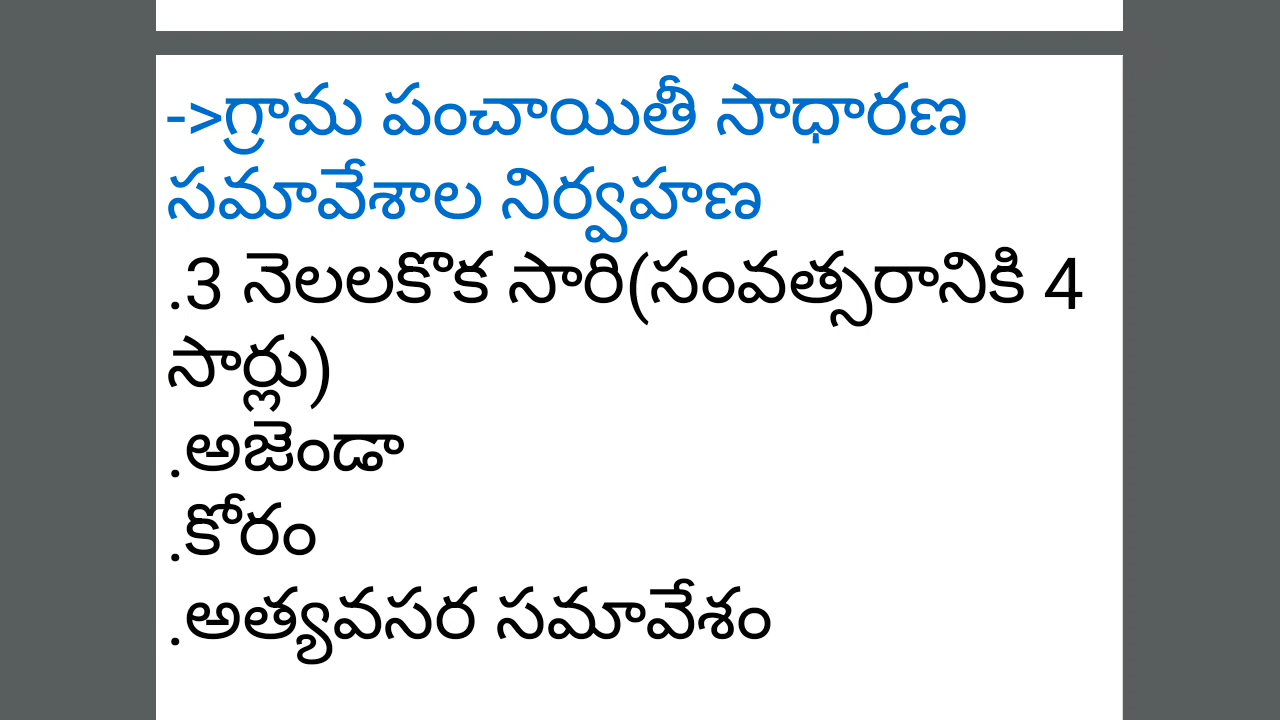 ->గ్రామ పంచాయితీ సాధారణ
సమావేశాల నిర్వహణ
.3 నెలలకొక సారి(సంవత్సరానికి 4
సార్లు)
.అజెండా
.కోరం
.అత్యవసర సమావేశం